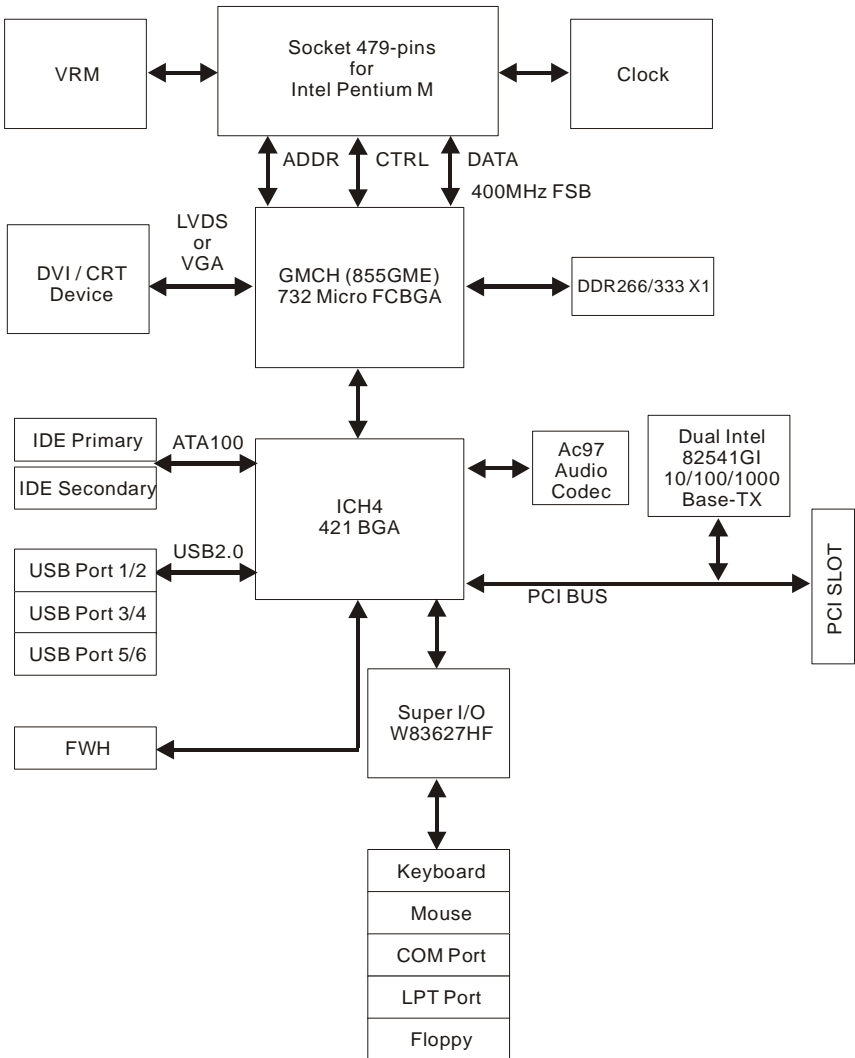 VRM
Socket 479-pins
for
Intel Pentium M
Clock
ADDR
CTRL
DATA
400MHz FSB
LVDS
or
VGA
DVI / CRT
Device
GMCH (855GME)
732 Micro FCBGA
DDR266/333 X1
IDE Primary
IDE Secondary
ATA100
ICH4
421 BGA
Ac97
Audio
Codec
Dual Intel
82541GI
10/100/1000
Base-TX
USB2.0
USB Port 1/2
USB Port 3/4
USB Port 5/6
PCI BUS
PCI SLOT
FWH
Super I/O
W83627HF
Keyboard
Mouse
COM Port
LPT Port
Floppy